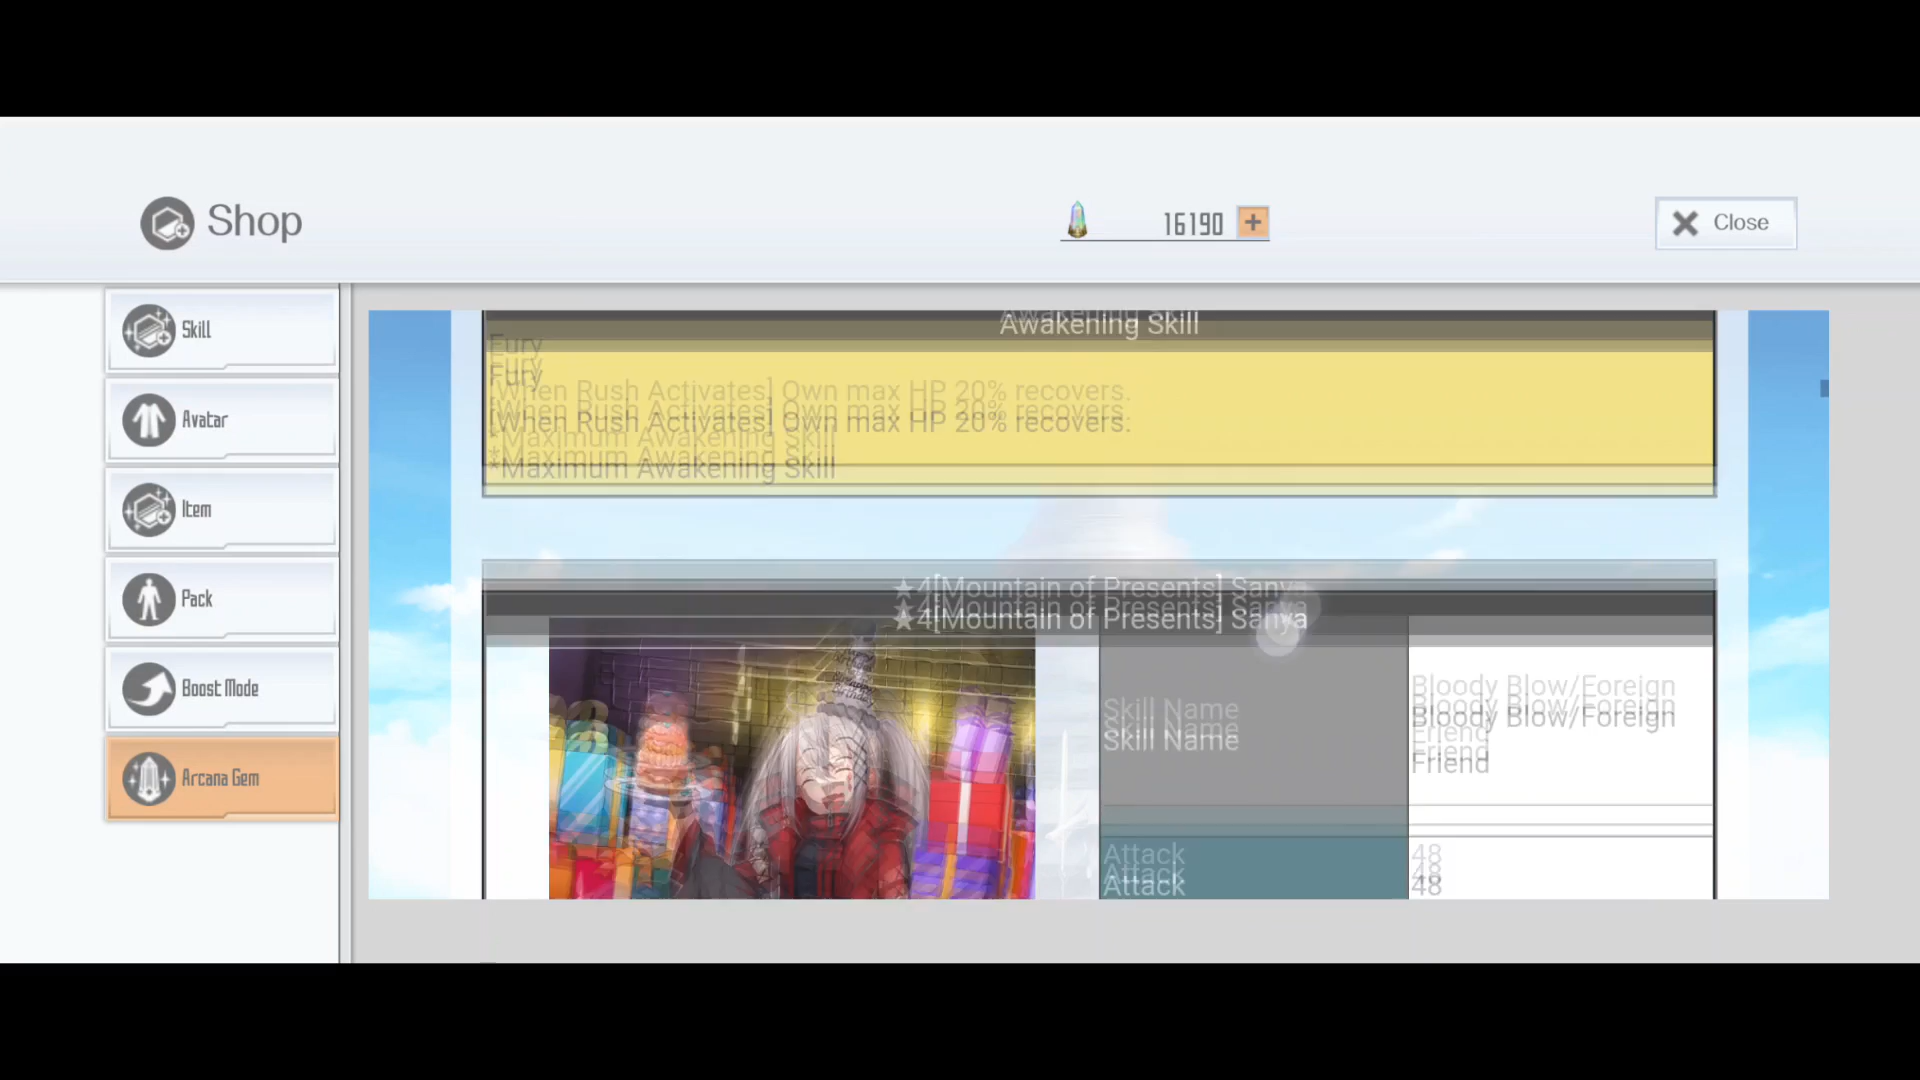 Shop
16190
Close
Skill
Avatar
Item
Pack
Boost Mode
Arcana Gem
Awakening Skill
Fury
[When Rush Activates] Own max HP 20% recovers.
*Maximum Awakening Skill
★4[Mountain of Presents] Sanya
Skill Name
Bloody Blow/Foreign
Friend
Attack
48